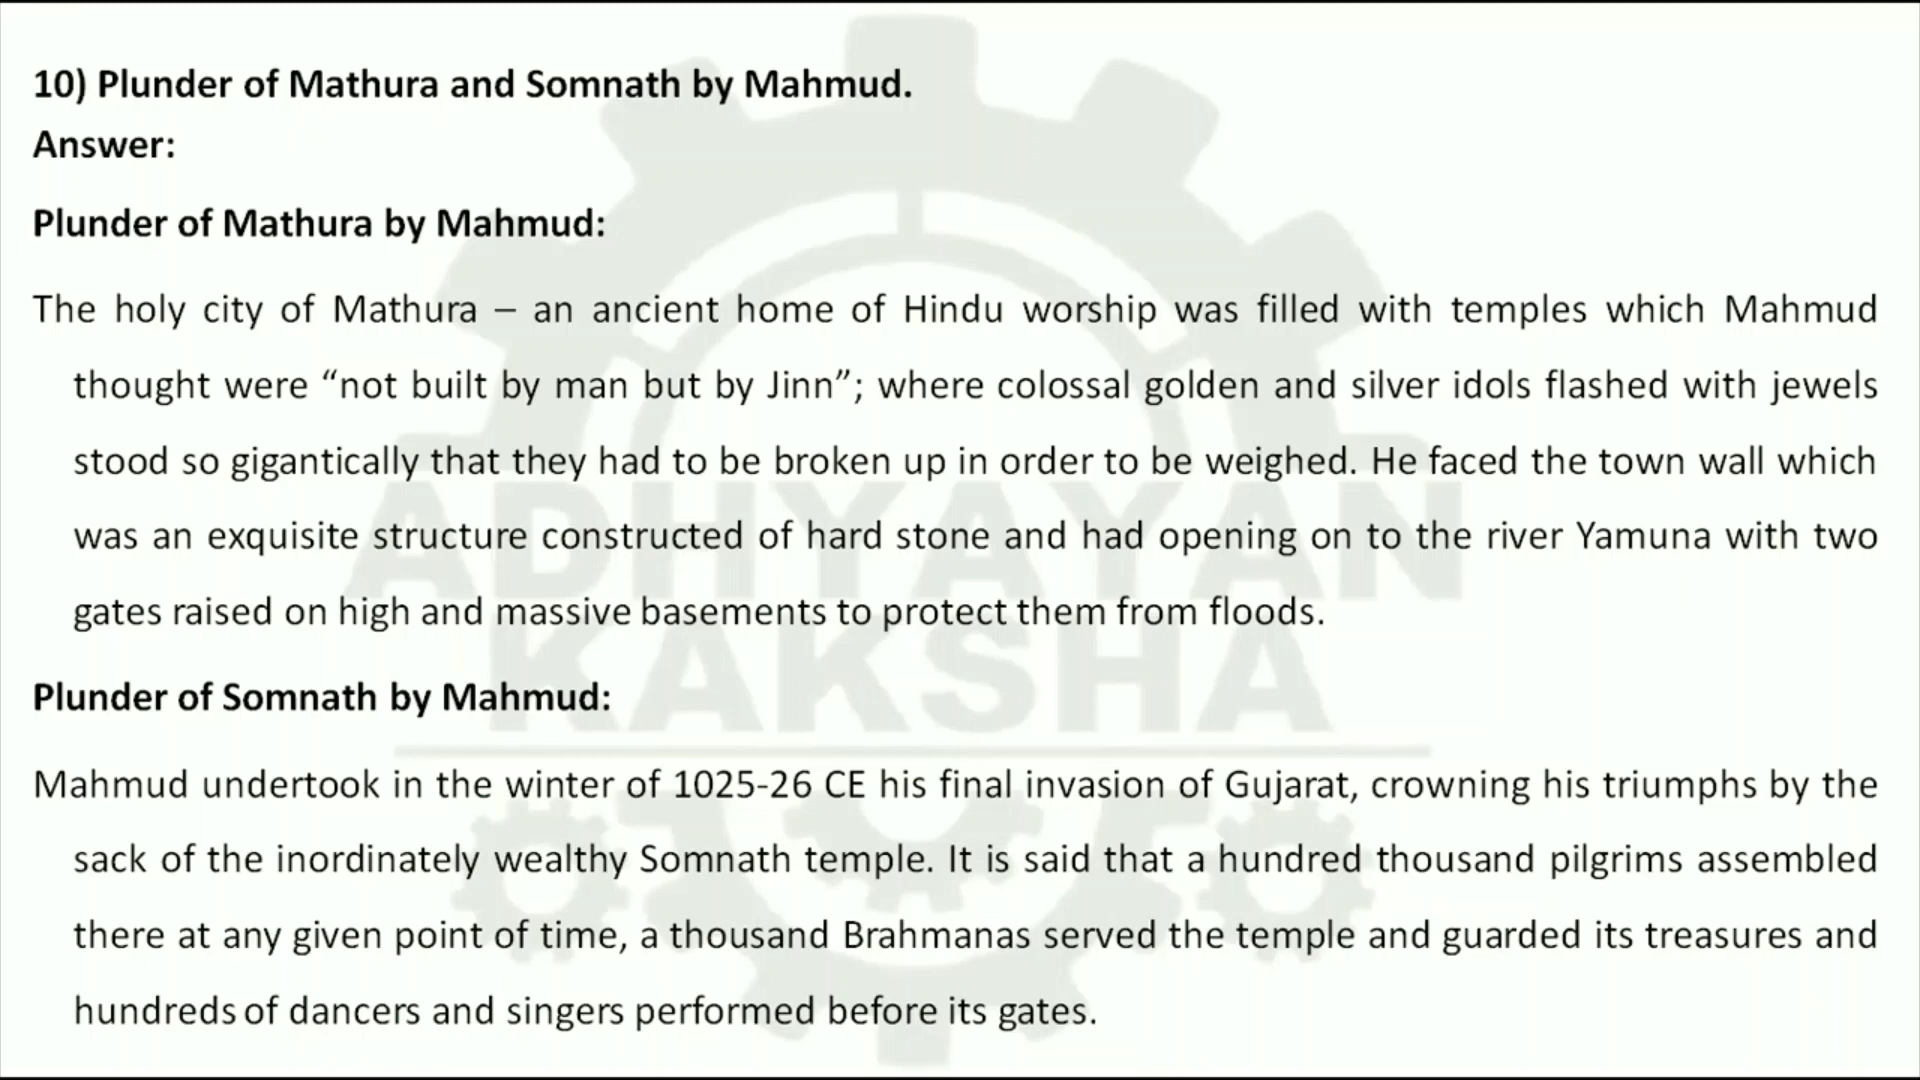 10) Plunder of Mathura and Somnath by Mahmud.
Answer:
Plunder of Mathura by Mahmud:
The holy city of Mathura – an ancient home of Hindu worship was filled with temples which Mahmud
thought were “not built by man but by Jinn”; where colossal golden and silver idols flashed with jewels
stood so gigantically that they had to be broken up in order to be weighed. He faced the town wall which
was an exquisite structure constructed of hard stone and had opening on to the river Yamuna with two
gates raised on high and massive basements to protect them from floods.
ADHYAYAN
KAKSHA
Plunder of Somnath by Mahmud:
Mahmud undertook in the winter of 1025-26 CE his final invasion of Gujarat, crowning his triumphs by the
sack of the inordinately wealthy Somnath temple. It is said that a hundred thousand pilgrims assembled
there at any given point of time, a thousand Brahmanas served the temple and guarded its treasures and
hundreds of dancers and singers performed before its gates.